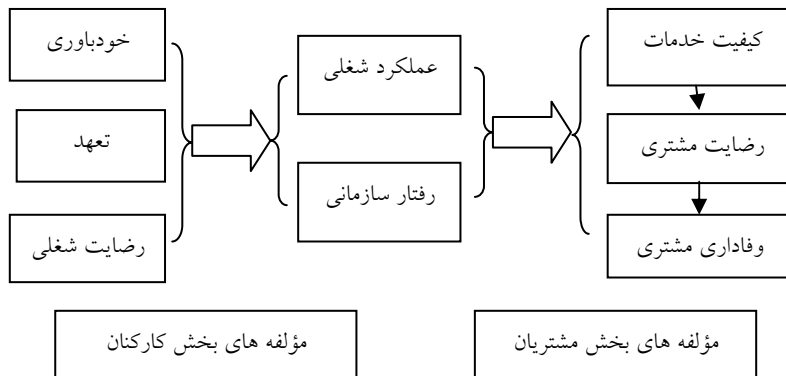 خودباوری
تعهد
رضایت شغلی
عملکرد شغلی
رفتار سازمانی
کیفیت خدمات
رضایت مشتری
وفاداری مشتری
مؤلفه های بخش کارکنان
مؤلفه های بخش مشتریان